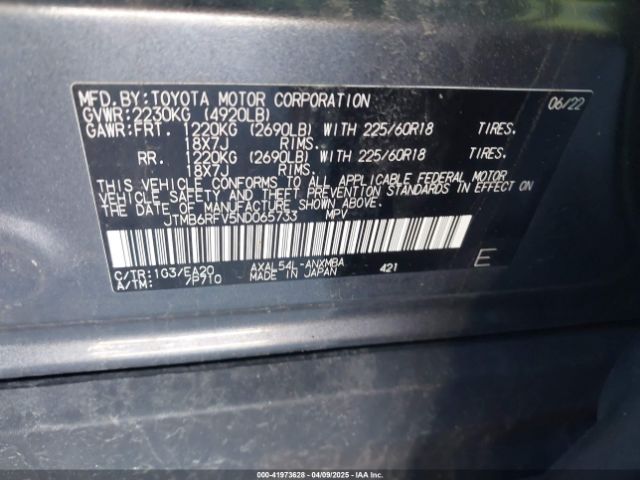 MFD.BY:TOYOTA MOTOR CORPORATION 06/22
GVWR:2230KG (4920LB)
GAWR:FRT. 1220KG (2690LB) WITH 225/60R18 TIRES.
18X7J RIMS.
RR. 1220KG (2690LB) WITH 225/60R18 TIRES.
18X7J RIMS.
THIS VEHICLE CONFORMS TO ALL APPLICABLE FEDERAL MOTOR
VEHICLE SAFETY AND THEFT PREVENTION STANDARDS IN EFFECT ON
THE DATE OF MANUFACTURE SHOWN ABOVE.
JTMB6RFV5ND065733 MPV
C/TR:1G3/EA20 AXAL54L-ANXMBA 421 E
A/TM: /P710 MADE IN JAPAN
000-41973628 - 04/09/2025 - IAA Inc.